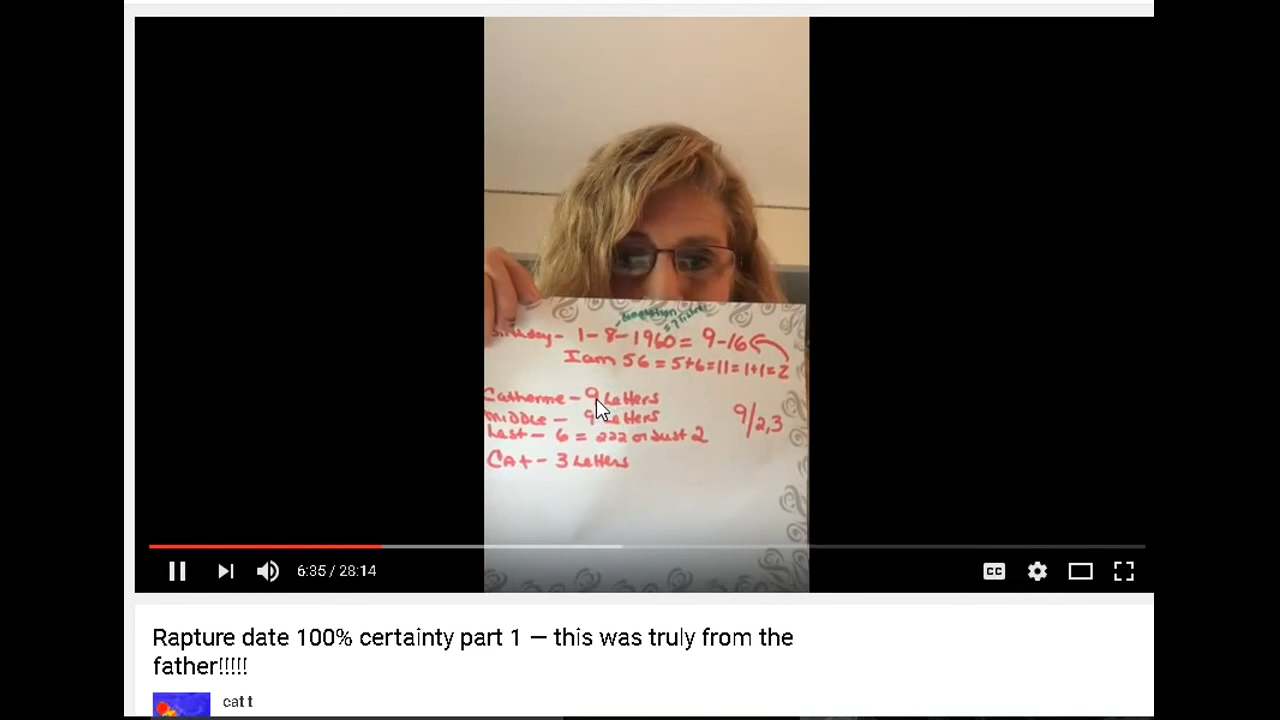 completion
= 7 
Birthday- 1-8-1960 = 9-16
I am 56 = 5+6=11=1+1=2
Catherine - 9 Letters
MIDDLE - 9 Letters
9/2,3
Last - 6 = 222 or Just 2
CAt - 3 Letters
6:35 / 28:14
CC
Rapture date 100% certainty part 1 — this was truly from the
father!!!!!
cat t